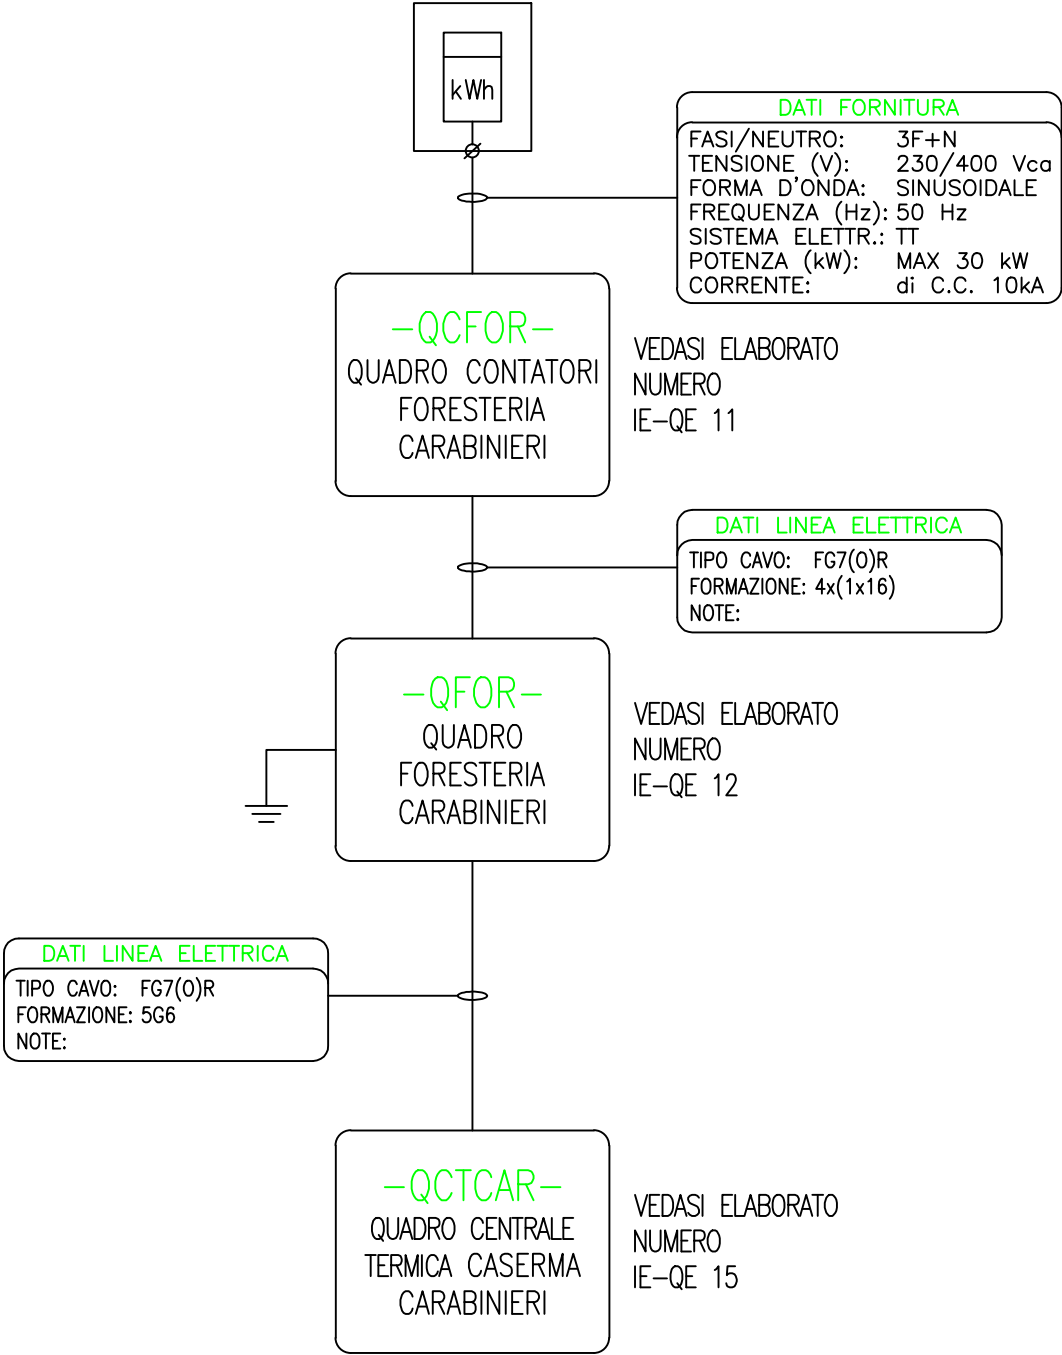 kWh
DATI FORNITURA
FASI/NEUTRO: 3F+N
TENSIONE (V): 230/400 Vca
FORMA D'ONDA: SINUSOIDALE
FREQUENZA (Hz): 50 Hz
SISTEMA ELETTR.: TT
POTENZA (kW): MAX 30 kW
CORRENTE: di C.C. 10kA
-QCFOR-
QUADRO CONTATORI
FORESTERIA
CARABINIERI
VEDASI ELABORATO
NUMERO
IE-QE 11
DATI LINEA ELETTRICA
TIPO CAVO: FG7(O)R
FORMAZIONE: 4x(1x16)
NOTE:
-QFOR-
QUADRO
FORESTERIA
CARABINIERI
VEDASI ELABORATO
NUMERO
IE-QE 12
DATI LINEA ELETTRICA
TIPO CAVO: FG7(O)R
FORMAZIONE: 5G6
NOTE:
-QCTCAR-
QUADRO CENTRALE
TERMICA CASERMA
CARABINIERI
VEDASI ELABORATO
NUMERO
IE-QE 15